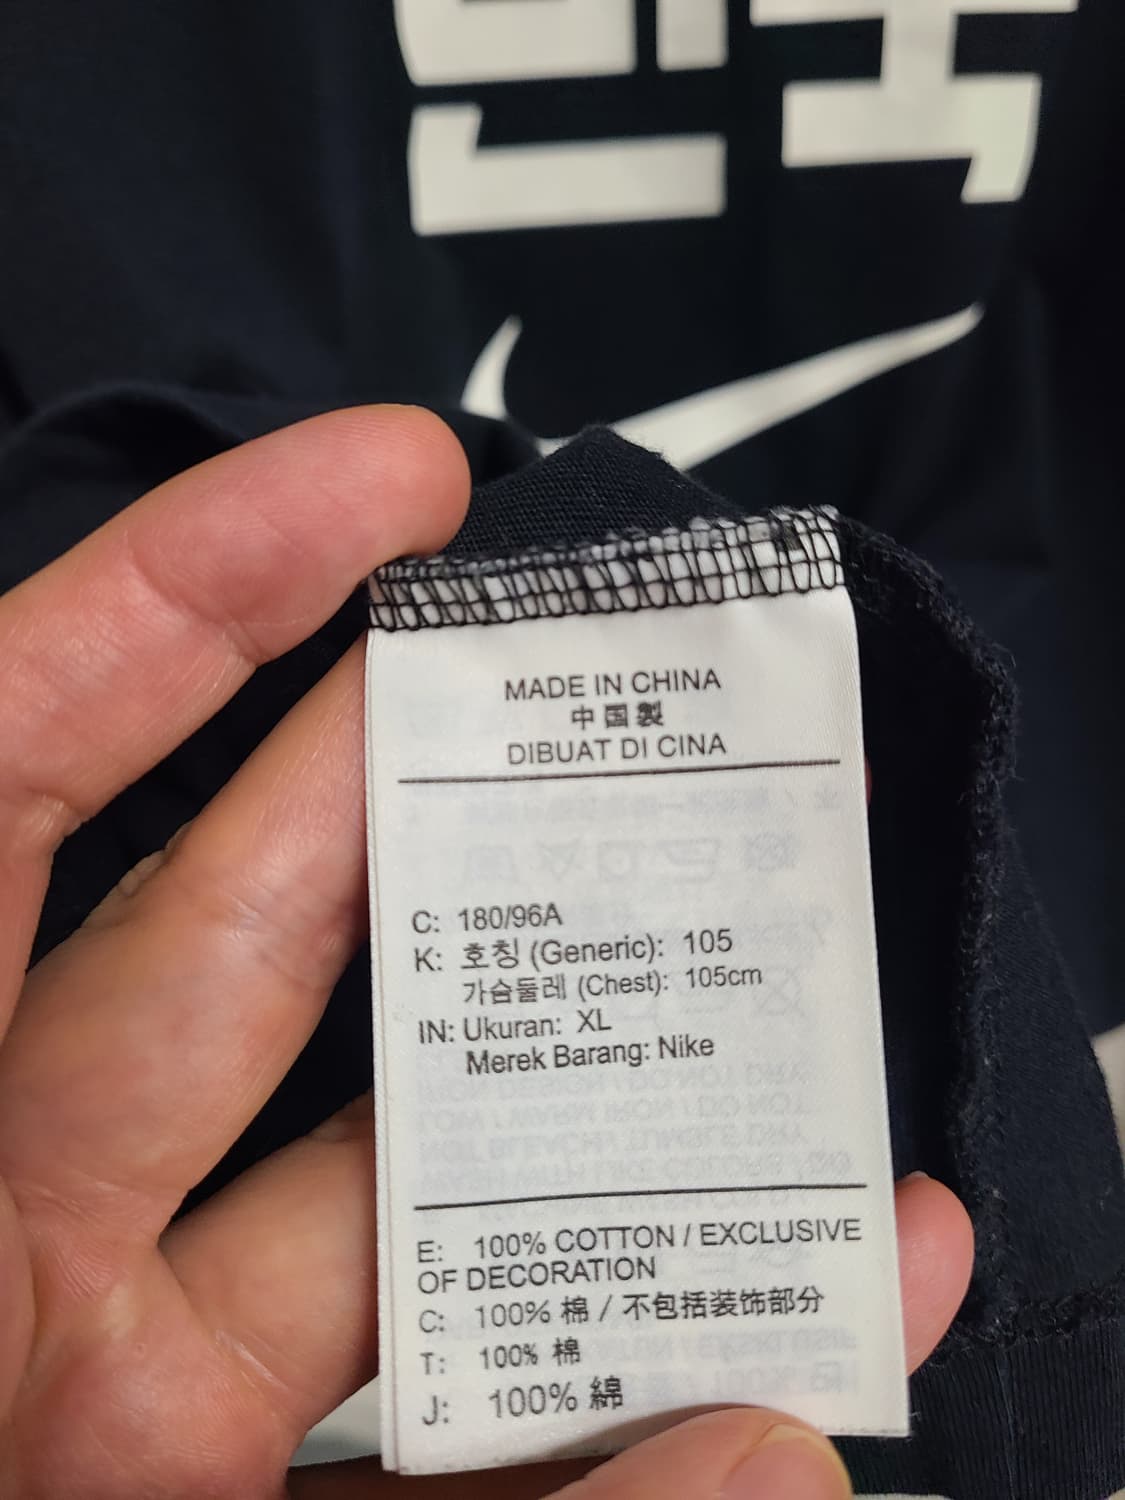 민국
MADE IN CHINA
中国製
DIBUAT DI CINA
C: 180/96A
K: 호칭 (Generic): 105
가슴둘레 (Chest): 105cm
IN: Ukuran: XL
Merek Barang: Nike
E: 100% COTTON / EXCLUSIVE
OF DECORATION
C: 100% 棉 / 不包括装饰部分
T: 100% 棉
J: 100% 綿